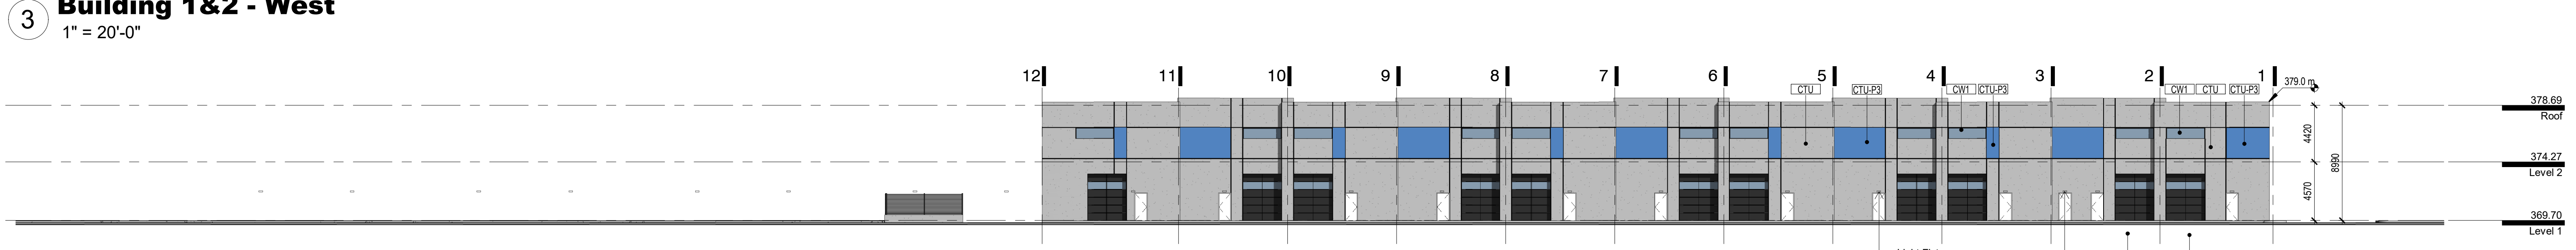 3
Building 1&2 - West
1" = 20'-0"
12 11 10 9 8 7 6 5 4 3 2 1
379.0 m
CTU CTU-P3 CW1 CTU-P3 CW1 CTU CTU-P3
378.69
Roof
4420
8990
374.27
Level 2
4570
369.70
Level 1